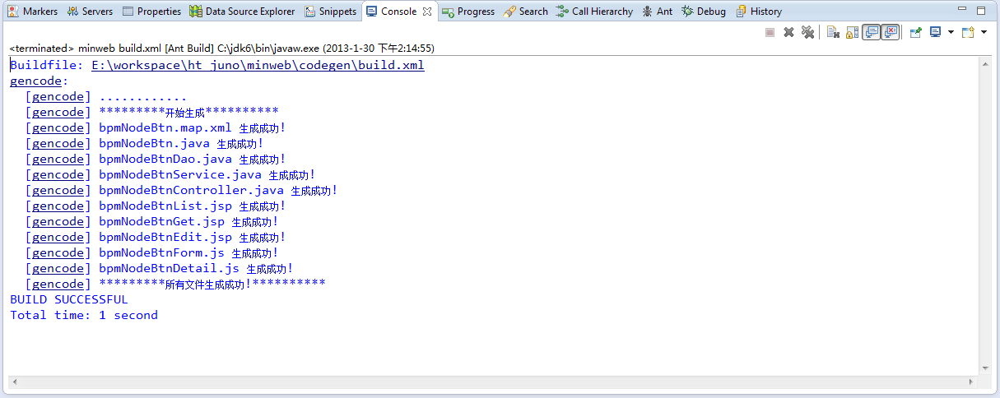 Markers Servers Properties Data Source Explorer Snippets Console Progress Search Call Hierarchy Ant Debug History
<terminated> minweb build.xml [Ant Build] C:\jdk6\bin\javaw.exe (2013-1-30 下午2:14:55)
Buildfile: E:\workspace\ht_juno\minweb\codegen\build.xml
gencode:
[gencode] ............
[gencode] *********开始生成**********
[gencode] bpmNodeBtn.map.xml 生成成功!
[gencode] bpmNodeBtn.java 生成成功!
[gencode] bpmNodeBtnDao.java 生成成功!
[gencode] bpmNodeBtnService.java 生成成功!
[gencode] bpmNodeBtnController.java 生成成功!
[gencode] bpmNodeBtnList.jsp 生成成功!
[gencode] bpmNodeBtnGet.jsp 生成成功!
[gencode] bpmNodeBtnEdit.jsp 生成成功!
[gencode] bpmNodeBtnForm.js 生成成功!
[gencode] bpmNodeBtnDetail.js 生成成功!
[gencode] *********所有文件生成成功!**********
BUILD SUCCESSFUL
Total time: 1 second